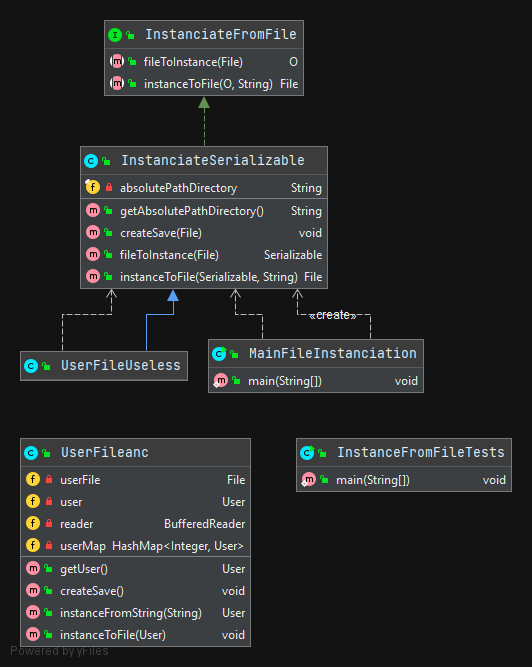 InstanciateFromFile
fileToInstance(File) O
instanceToFile(O, String) File
InstanciateSerializable
absolutePathDirectory String
getAbsolutePathDirectory() String
createSave(File) void
fileToInstance(File) Serializable
instanceToFile(Serializable, String) File
«create»
UserFileUseless
MainFileInstanciation
main(String[]) void
UserFileanc
userFile File
user User
reader BufferedReader
userMap HashMap<Integer, User>
getUser() User
createSave() void
instanceFromString(String) User
instanceToFile(User) void
InstanceFromFileTests
main(String[]) void
Powered by yFiles